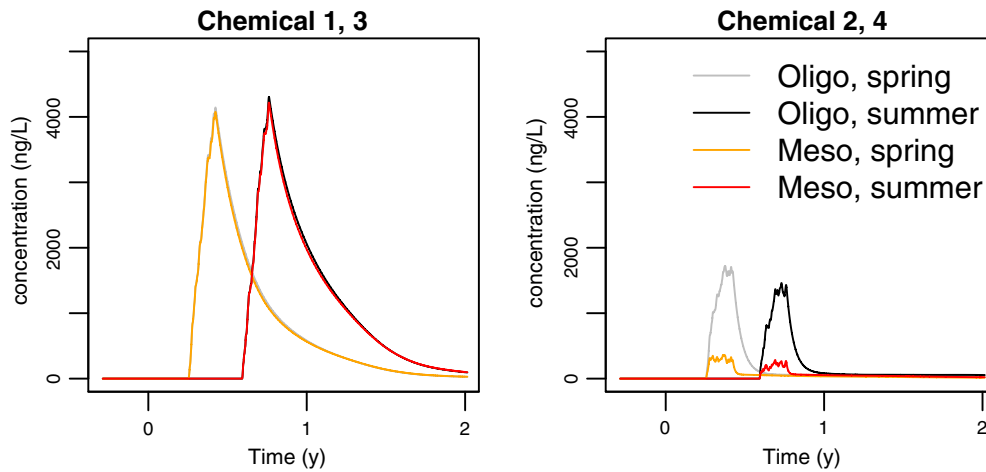 Chemical 1, 3
concentration (ng/L)
4000
2000
0
0 1 2
Time (y)
Chemical 2, 4
Oligo, spring
Oligo, summer
Meso, spring
Meso, summer
concentration (ng/L)
4000
2000
0
0 1 2
Time (y)